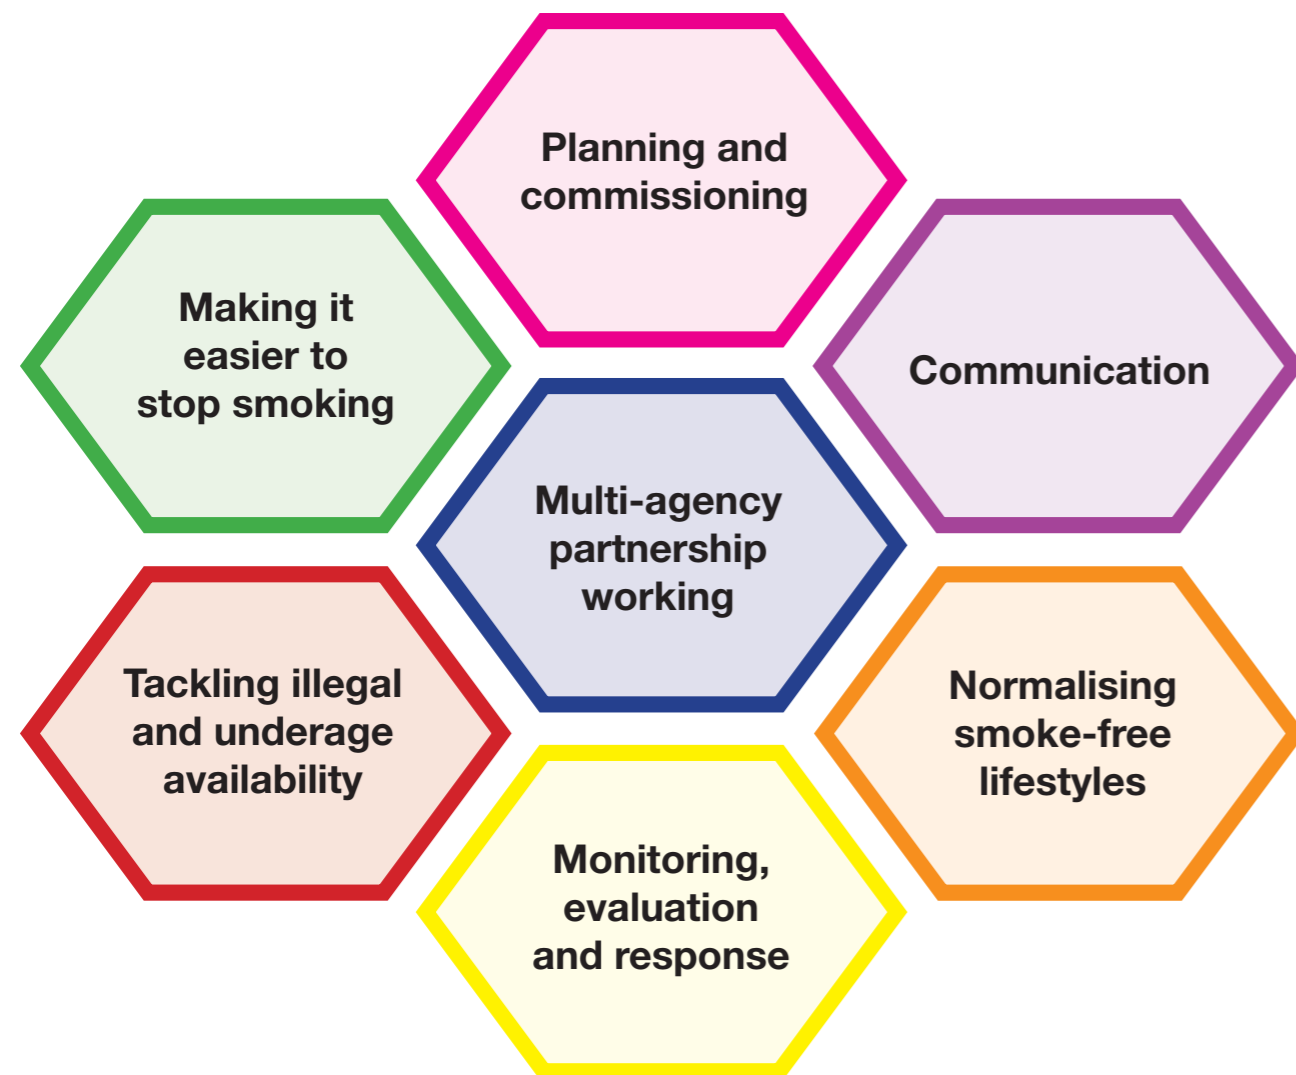 Planning and
commissioning
Making it
easier to
stop smoking
Communication
Multi-agency
partnership
working
Tackling illegal
and underage
availability
Normalising
smoke-free
lifestyles
Monitoring,
evaluation
and response